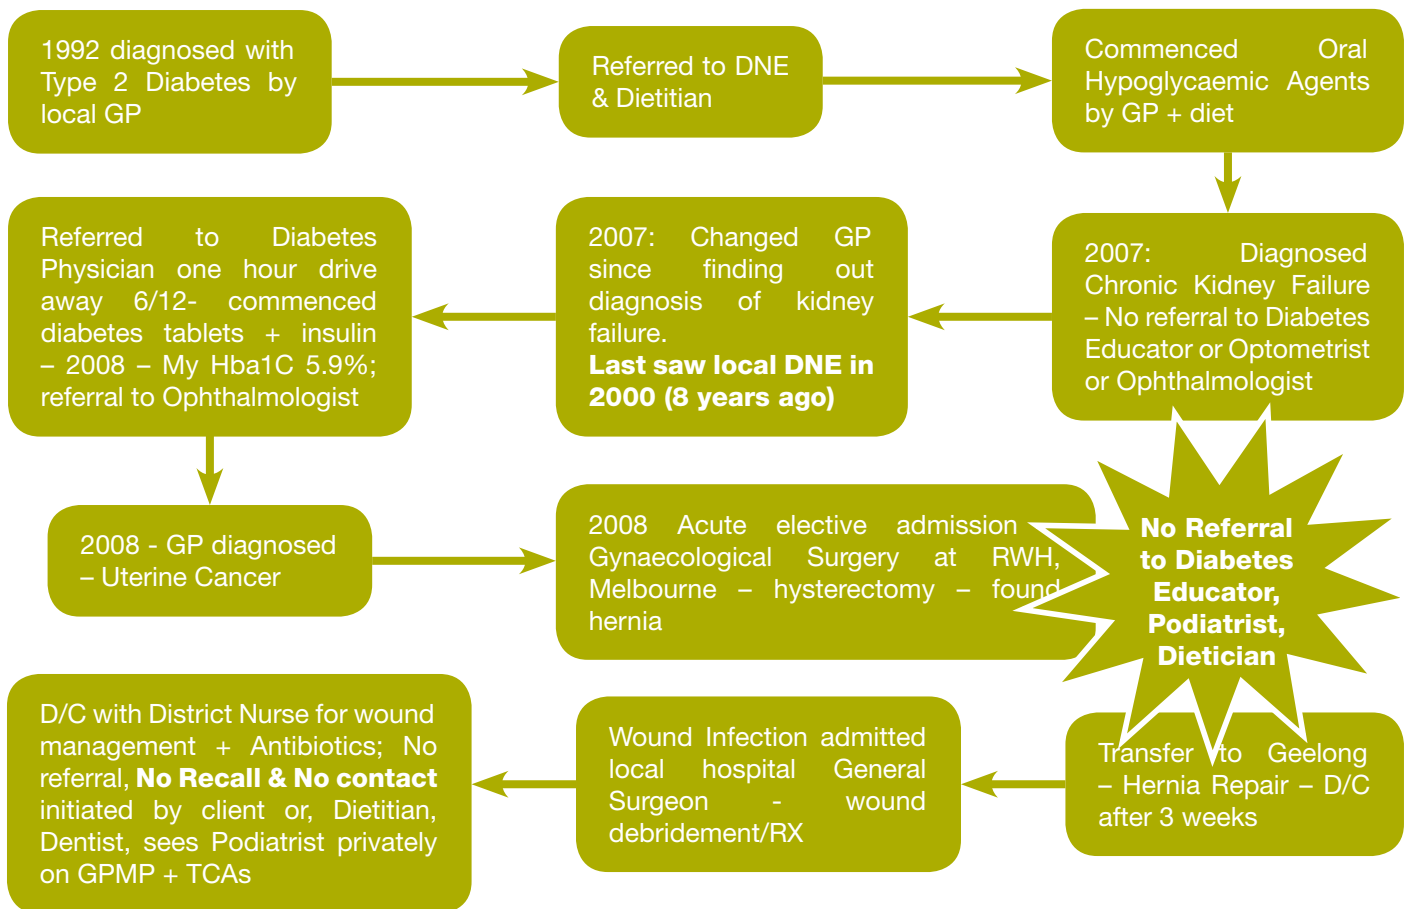 1992 diagnosed with
Type 2 Diabetes by
local GP
Referred to DNE
& Dietitian
Commenced Oral
Hypoglycaemic Agents
by GP + diet
2007: Diagnosed
Chronic Kidney Failure
– No referral to Diabetes
Educator or Optometrist
or Ophthalmologist
2007: Changed GP
since finding out
diagnosis of kidney
failure.
Last saw local DNE in
2000 (8 years ago)
Referred to Diabetes
Physician one hour drive
away 6/12- commenced
diabetes tablets + insulin
– 2008 – My Hba1C 5.9%;
referral to Ophthalmologist
2008 - GP diagnosed
– Uterine Cancer
2008 Acute elective admission
Gynaecological Surgery at RWH,
Melbourne – hysterectomy – found
hernia
No Referral
to Diabetes
Educator,
Podiatrist,
Dietician
Transfer to Geelong
– Hernia Repair – D/C
after 3 weeks
Wound Infection admitted
local hospital General
Surgeon - wound
debridement/RX
D/C with District Nurse for wound
management + Antibiotics; No
referral, No Recall & No contact
initiated by client or, Dietitian,
Dentist, sees Podiatrist privately
on GPMP + TCAs